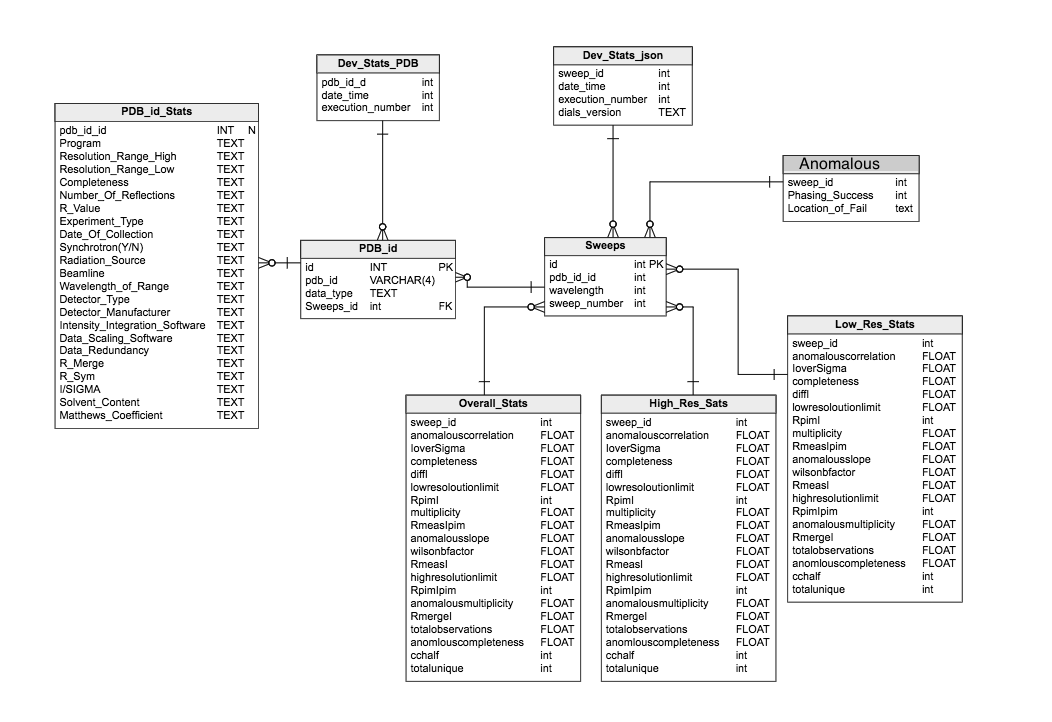 Dev_Stats_PDB
pdb_id_d int
date_time int
execution_number int
Dev_Stats_json
sweep_id int
date_time int
execution_number int
dials_version TEXT
PDB_id_Stats
pdb_id_id INT N
Program TEXT
Resolution_Range_High TEXT
Resolution_Range_Low TEXT
Completeness TEXT
Number_Of_Reflections TEXT
R_Value TEXT
Experiment_Type TEXT
Date_Of_Collection TEXT
Synchrotron(Y/N) TEXT
Radiation_Source TEXT
Beamline TEXT
Wavelength_of_Range TEXT
Detector_Type TEXT
Detector_Manufacturer TEXT
Intensity_Integration_Software TEXT
Data_Scaling_Software TEXT
Data_Redundancy TEXT
R_Merge TEXT
R_Sym TEXT
I/SIGMA TEXT
Solvent_Content TEXT
Matthews_Coefficient TEXT
Anomalous
sweep_id int
Phasing_Success int
Location_of_Fail text
PDB_id
id INT PK
pdb_id VARCHAR(4)
data_type TEXT
Sweeps_id int FK
Sweeps
id int PK
pdb_id_id int
wavelength int
sweep_number int
Low_Res_Stats
sweep_id int
anomalouscorrelation FLOAT
IoverSigma FLOAT
completeness FLOAT
diffI FLOAT
lowresoloutionlimit FLOAT
RpimI int
multiplicity FLOAT
RmeasIpim FLOAT
anomalousslope FLOAT
wilsonbfactor FLOAT
RmeasI FLOAT
highresolutionlimit FLOAT
RpimIpim int
anomalousmultiplicity FLOAT
RmergeI FLOAT
totalobservations FLOAT
anomlouscompleteness FLOAT
cchalf int
totalunique int
Overall_Stats
sweep_id int
anomalouscorrelation FLOAT
IoverSigma FLOAT
completeness FLOAT
diffI FLOAT
lowresoloutionlimit FLOAT
RpimI int
multiplicity FLOAT
RmeasIpim FLOAT
anomalousslope FLOAT
wilsonbfactor FLOAT
RmeasI FLOAT
highresolutionlimit FLOAT
RpimIpim int
anomalousmultiplicity FLOAT
RmergeI FLOAT
totalobservations FLOAT
anomlouscompleteness FLOAT
cchalf int
totalunique int
High_Res_Sats
sweep_id int
anomalouscorrelation FLOAT
IoverSigma FLOAT
completeness FLOAT
diffI FLOAT
lowresoloutionlimit FLOAT
RpimI int
multiplicity FLOAT
RmeasIpim FLOAT
anomalousslope FLOAT
wilsonbfactor FLOAT
RmeasI FLOAT
highresolutionlimit FLOAT
RpimIpim int
anomalousmultiplicity FLOAT
RmergeI FLOAT
totalobservations FLOAT
anomlouscompleteness FLOAT
cchalf int
totalunique int